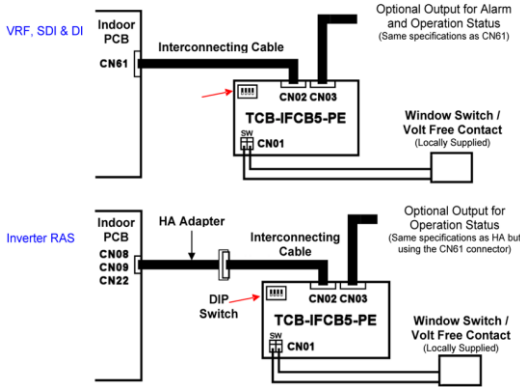 VRF, SDI & DI
Indoor
PCB
CN61
Interconnecting Cable
Optional Output for Alarm
and Operation Status
(Same specifications as CN61)
CN02 CN03
TCB-IFCB5-PE
SW
CN01
Window Switch /
Volt Free Contact
(Locally Supplied)
Inverter RAS
Indoor
PCB
CN08
CN09
CN22
HA Adapter
Interconnecting
Cable
Optional Output for
Operation Status
(Same specifications as HA but
using the CN61 connector)
DIP
Switch
CN02 CN03
TCB-IFCB5-PE
SW
CN01
Window Switch /
Volt Free Contact
(Locally Supplied)